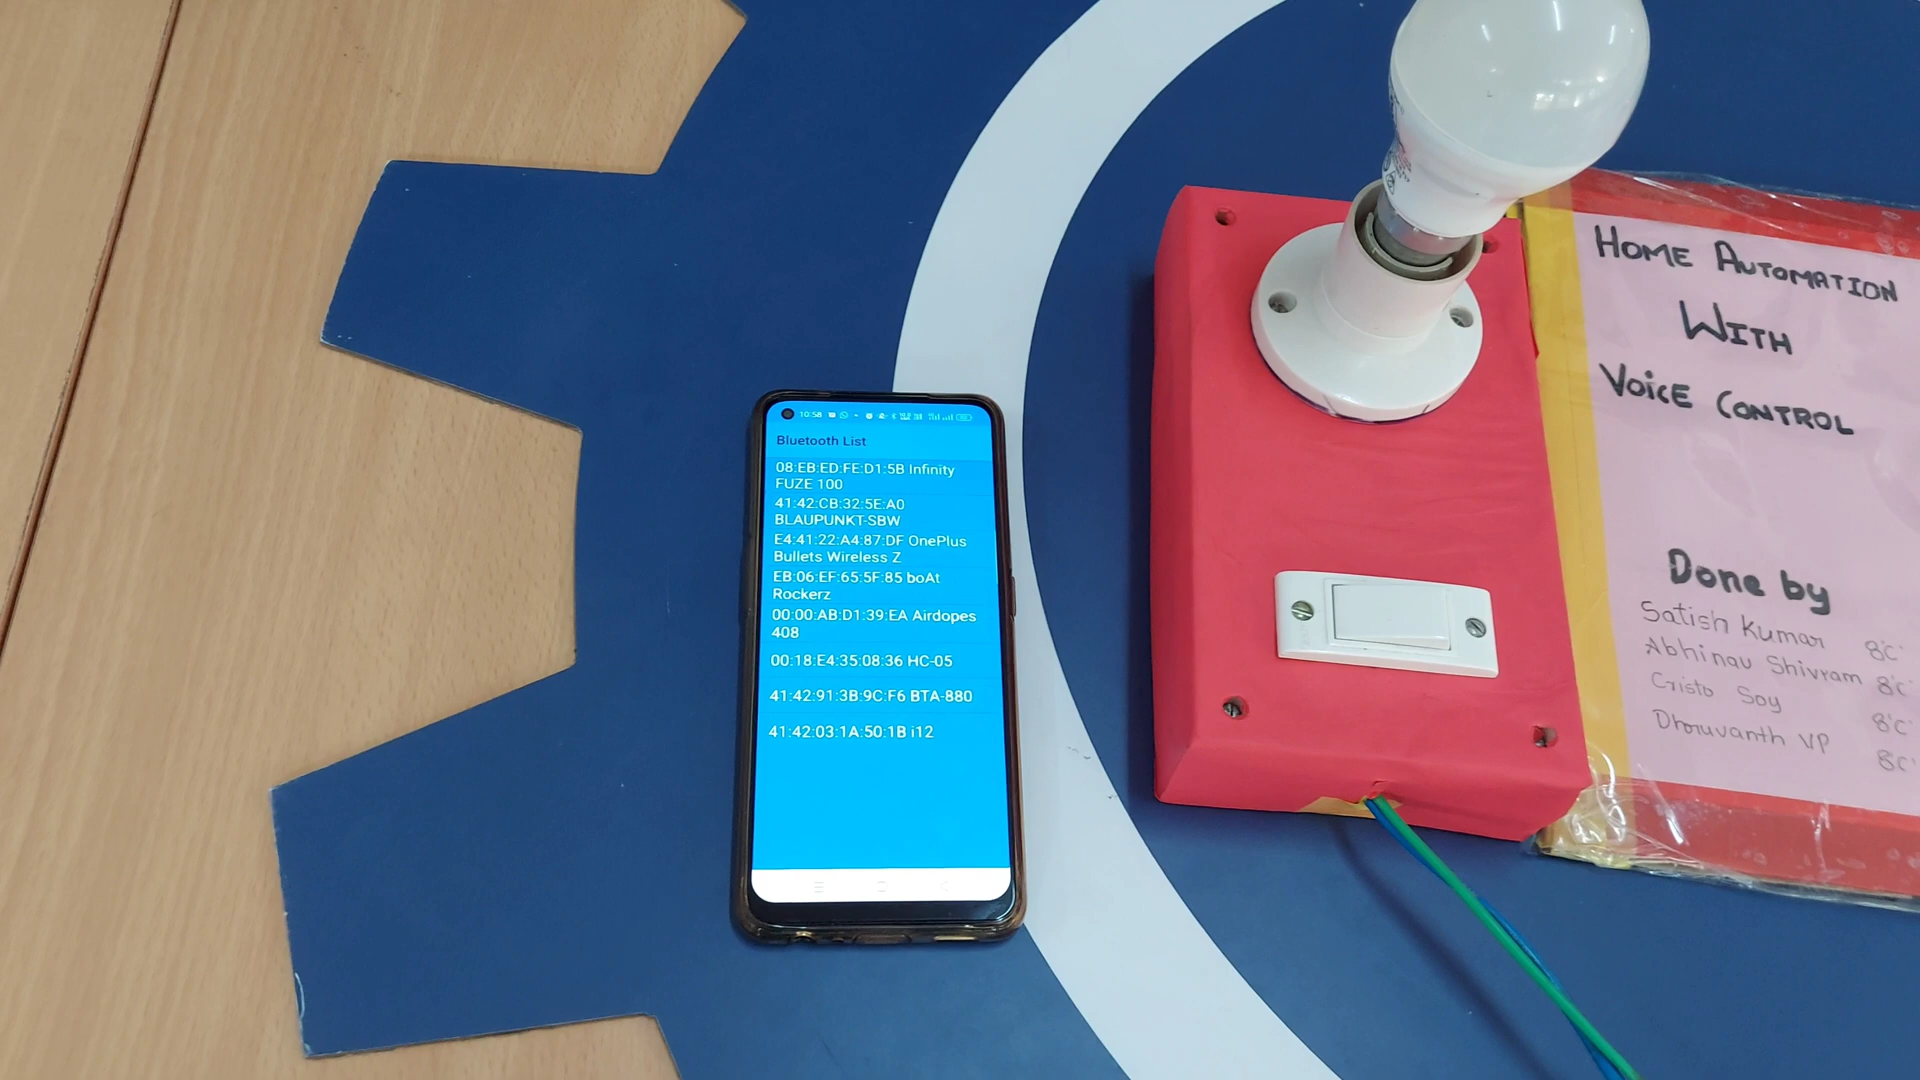 10:58
Bluetooth List
08:EB:ED:FE:D1:5B Infinity
FUZE 100
41:42:CB:32:5E:A0
BLAUPUNKT-SBW
E4:41:22:A4:87:DF OnePlus
Bullets Wireless Z
EB:06:EF:65:5F:85 boAt
Rockerz
00:00:AB:D1:39:EA Airdopes
408
00:18:E4:35:08:36 HC-05
41:42:91:3B:9C:F6 BTA-880
41:42:03:1A:50:1B i12
HOME AUTOMATION
WITH
VOICE CONTROL
Done by
Satish Kumar 8'C'
Abhinav Shivram 8'C'
Cristo Soy 8'C'
Dhruvanth VP 8C'